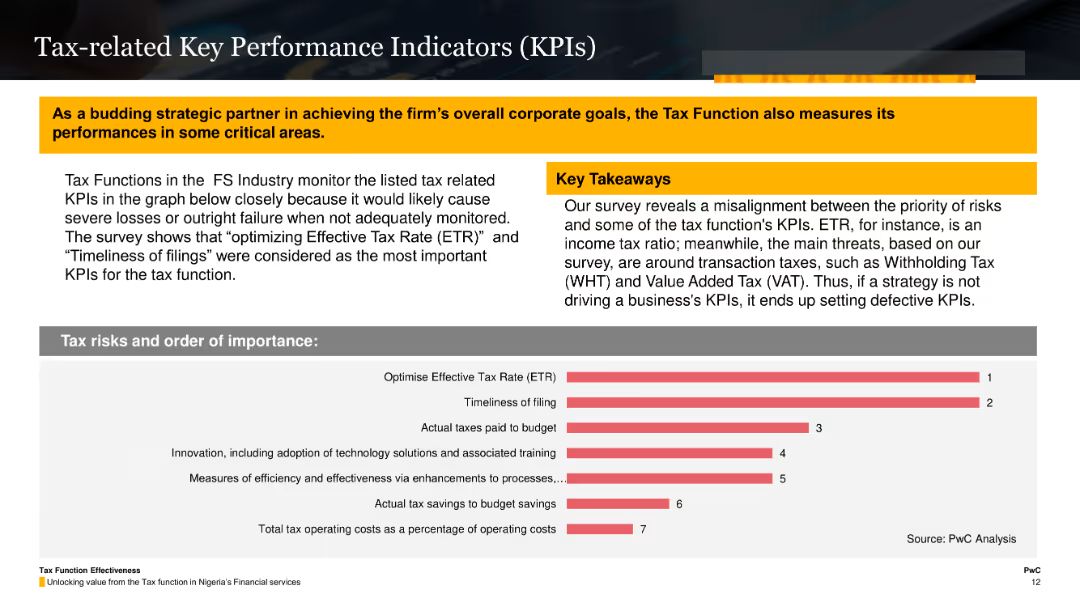 Tax-related Key Performance Indicators (KPIs)
As a budding strategic partner in achieving the firm's overall corporate goals, the Tax Function also measures its
performances in some critical areas.
Tax Functions in the  FS Industry monitor the listed tax related
KPIs in the graph below closely because it would likely cause
severe losses or outright failure when not adequately monitored.
The survey shows that “optimizing Effective Tax Rate (ETR)”  and
“Timeliness of filings” were considered as the most important
KPIs for the tax function.
Key Takeaways
Our survey reveals a misalignment between the priority of risks
and some of the tax function's KPIs. ETR, for instance, is an
income tax ratio; meanwhile, the main threats, based on our
survey, are around transaction taxes, such as Withholding Tax
(WHT) and Value Added Tax (VAT). Thus, if a strategy is not
driving a business's KPIs, it ends up setting defective KPIs.
Tax risks and order of importance:
Optimise Effective Tax Rate (ETR) 1
Timeliness of filing 2
Actual taxes paid to budget 3
Innovation, including adoption of technology solutions and associated training 4
Measures of efficiency and effectiveness via enhancements to processes,... 5
Actual tax savings to budget savings 6
Total tax operating costs as a percentage of operating costs 7
Source: PwC Analysis
Tax Function Effectiveness
Unlocking value from the Tax function in Nigeria's Financial services
PwC
12